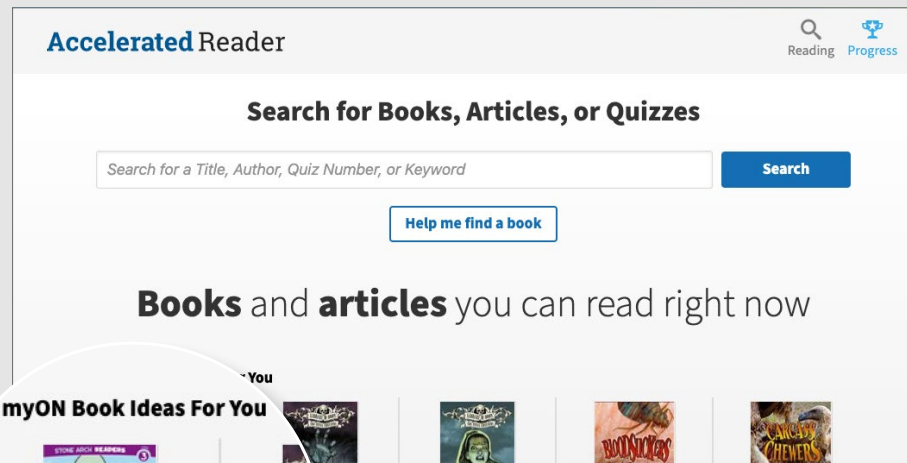 Accelerated Reader
Reading Progress
Search for Books, Articles, or Quizzes
Search for a Title, Author, Quiz Number, or Keyword
Search
Help me find a book
Books and articles you can read right now
You
myON Book Ideas For You
STONE ARCH READERS 3
BLOODSUCKERS
CARCASS CHEWERS